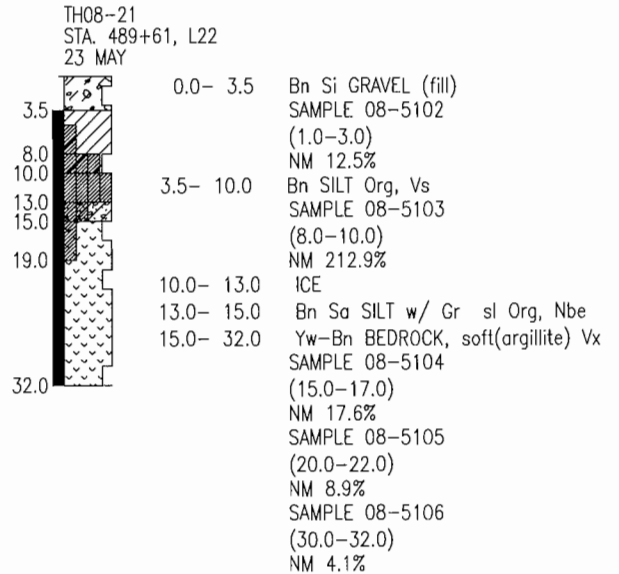 TH08-21
STA. 489+61, L22
23 MAY
0.0- 3.5 Bn Si GRAVEL (fill)
SAMPLE 08-5102
3.5
(1.0-3.0)
NM 12.5%
8.0
10.0
3.5- 10.0 Bn SILT Org, Vs
SAMPLE 08-5103
13.0
15.0
(8.0-10.0)
NM 212.9%
19.0
10.0- 13.0 ICE
13.0- 15.0 Bn Sa SILT w/ Gr sl Org, Nbe
15.0- 32.0 Yw-Bn BEDROCK, soft(argillite) Vx
SAMPLE 08-5104
32.0
(15.0-17.0)
NM 17.6%
SAMPLE 08-5105
(20.0-22.0)
NM 8.9%
SAMPLE 08-5106
(30.0-32.0)
NM 4.1%